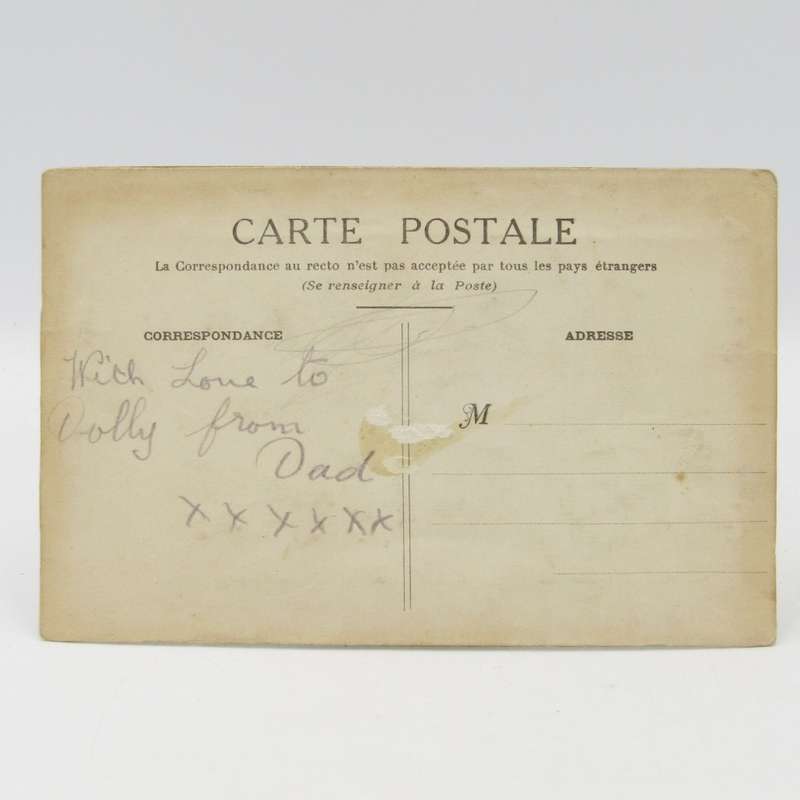 CARTE POSTALE
La Correspondance au recto n'est pas acceptée par tous les pays étrangers
(Se renseigner à la Poste)
CORRESPONDANCE
ADRESSE
With Love to
Dolly from
Dad
x x x x x x
M